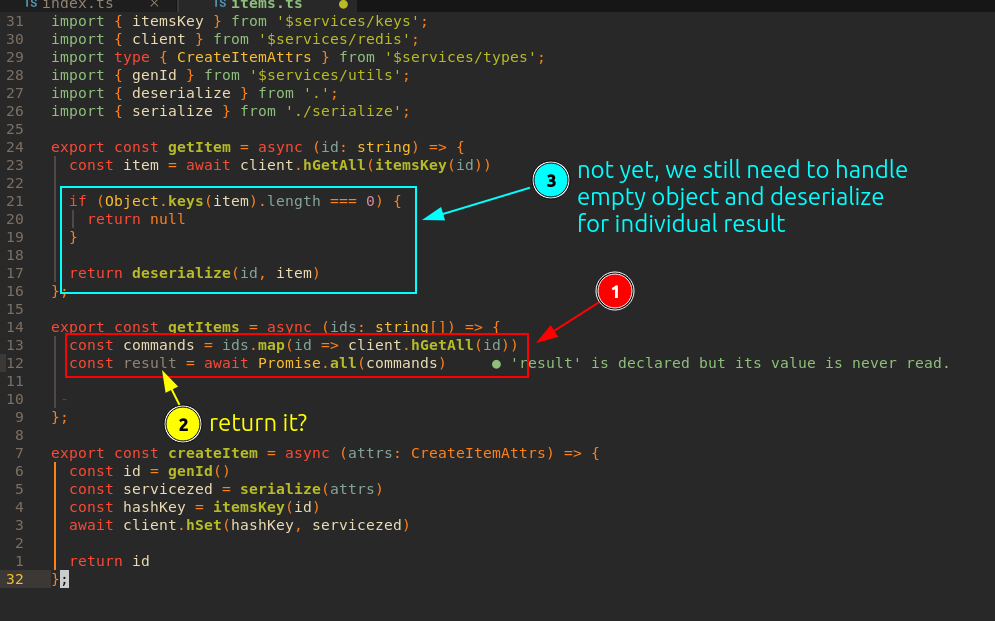 TS index.ts × TS items.ts ●
31 import { itemsKey } from '$services/keys';
30 import { client } from '$services/redis';
29 import type { CreateItemAttrs } from '$services/types';
28 import { genId } from '$services/utils';
27 import { deserialize } from '.';
26 import { serialize } from './serialize';
25
24 export const getItem = async (id: string) => {
23 const item = await client.hGetAll(itemsKey(id))
22
21 if (Object.keys(item).length === 0) {
20 return null
19 }
18
17 return deserialize(id, item)
16 };
15
14 export const getItems = async (ids: string[]) => {
13 const commands = ids.map(id => client.hGetAll(id))
12 const result = await Promise.all(commands) ● 'result' is declared but its value is never read.
11
10 -
9 };
8
7 export const createItem = async (attrs: CreateItemAttrs) => {
6 const id = genId()
5 const servicezed = serialize(attrs)
4 const hashKey = itemsKey(id)
3 await client.hSet(hashKey, servicezed)
2
1 return id
32 };
3 not yet, we still need to handle
empty object and deserialize
for individual result
1
2 return it?